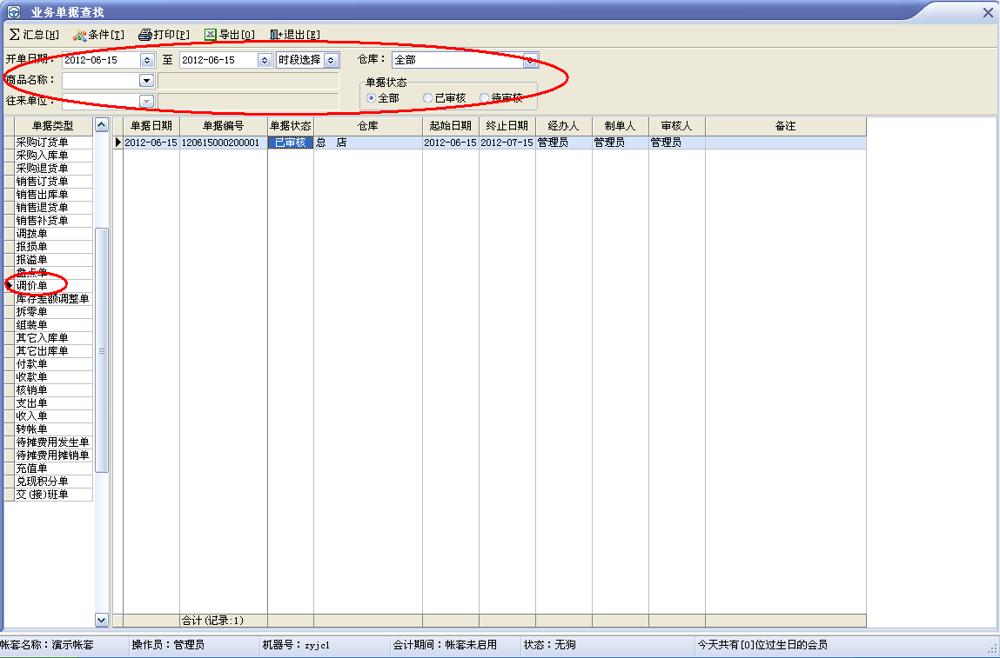 业务单据查找
汇总[H] 条件[T] 打印[P] 导出[O] 退出[E]
开单日期： 2012-06-15 至 2012-06-15 时段选择 仓库： 全部
商品名称：
单据状态
往来单位： 全部 已审核 待审核
单据类型 单据日期 单据编号 单据状态 仓库 起始日期 终止日期 经办人 制单人 审核人 备注
采购订货单 2012-06-15 120615000200001 已审核 总 店 2012-06-15 2012-07-15 管理员 管理员 管理员
采购入库单
采购退货单
销售订货单
销售出库单
销售退货单
销售补货单
调拨单
报损单
报溢单
盘点单
调价单
库存差额调整单
拆零单
组装单
其它入库单
其它出库单
付款单
收款单
核销单
支出单
收入单
转帐单
待摊费用发生单
待摊费用摊销单
充值单
兑现积分单
交(接)班单
合计(记录:1)
帐套名称：演示帐套 操作员：管理员 机器号：zyjc1 会计期间：帐套未启用 状态：无狗 今天共有[0]位过生日的会员